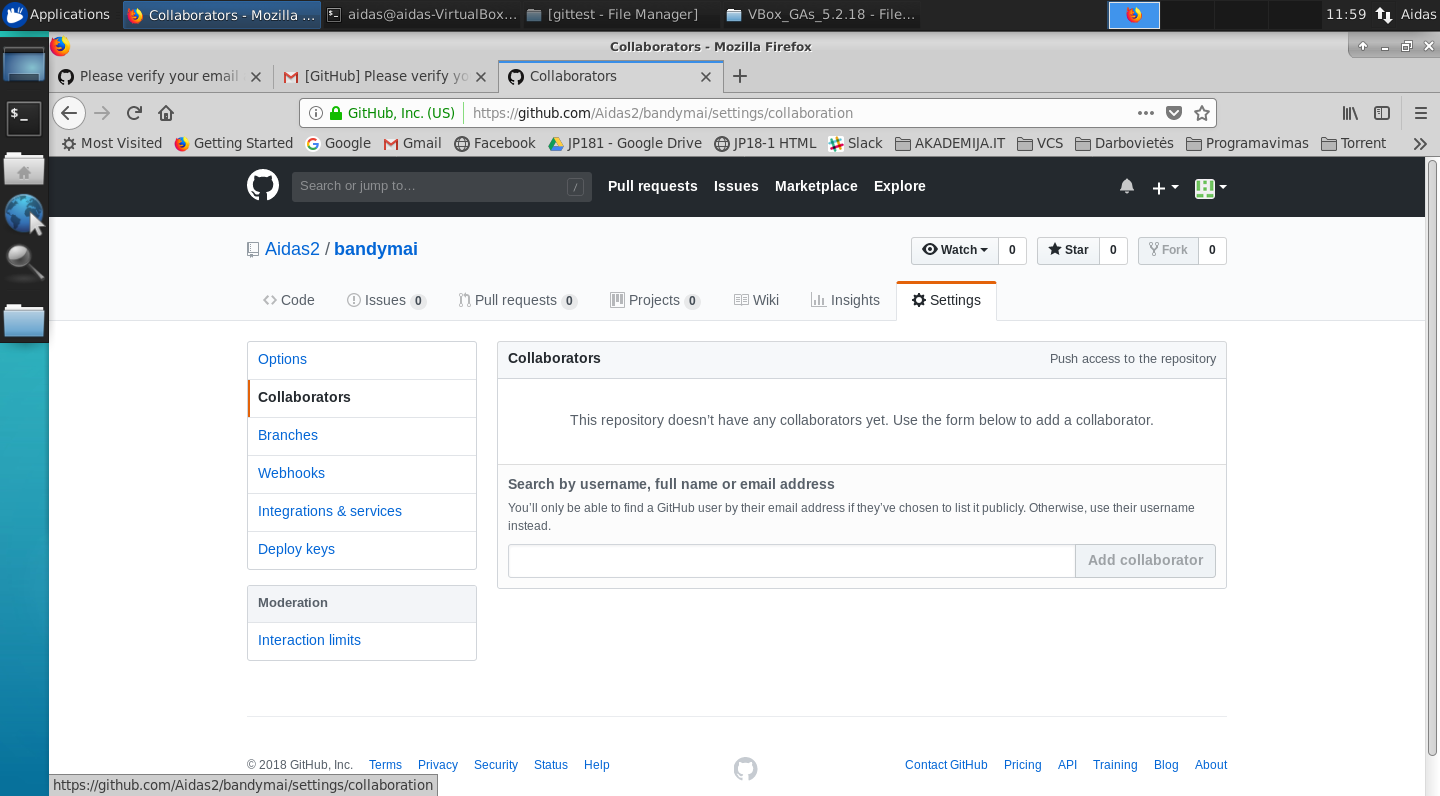 Applications Collaborators - Mozilla ... aidas@aidas-VirtualBox... [gittest - File Manager] VBox_GAs_5.2.18 - File... 11:59 Aidas
Collaborators - Mozilla Firefox
Please verify your email [GitHub] Please verify yo Collaborators
GitHub, Inc. (US) https://github.com/Aidas2/bandymai/settings/collaboration
Most Visited Getting Started Google Gmail Facebook JP181 - Google Drive JP18-1 HTML Slack AKADEMIJA.IT VCS Darbovietės Programavimas Torrent
Search or jump to… / Pull requests Issues Marketplace Explore
Aidas2 / bandymai Watch 0 Star 0 Fork 0
Code Issues 0 Pull requests 0 Projects 0 Wiki Insights Settings
Options
Collaborators
Branches
Webhooks
Integrations & services
Deploy keys
Moderation
Interaction limits
Collaborators Push access to the repository
This repository doesn’t have any collaborators yet. Use the form below to add a collaborator.
Search by username, full name or email address
You’ll only be able to find a GitHub user by their email address if they’ve chosen to list it publicly. Otherwise, use their username
instead.
Add collaborator
© 2018 GitHub, Inc. Terms Privacy Security Status Help Contact GitHub Pricing API Training Blog About
https://github.com/Aidas2/bandymai/settings/collaboration